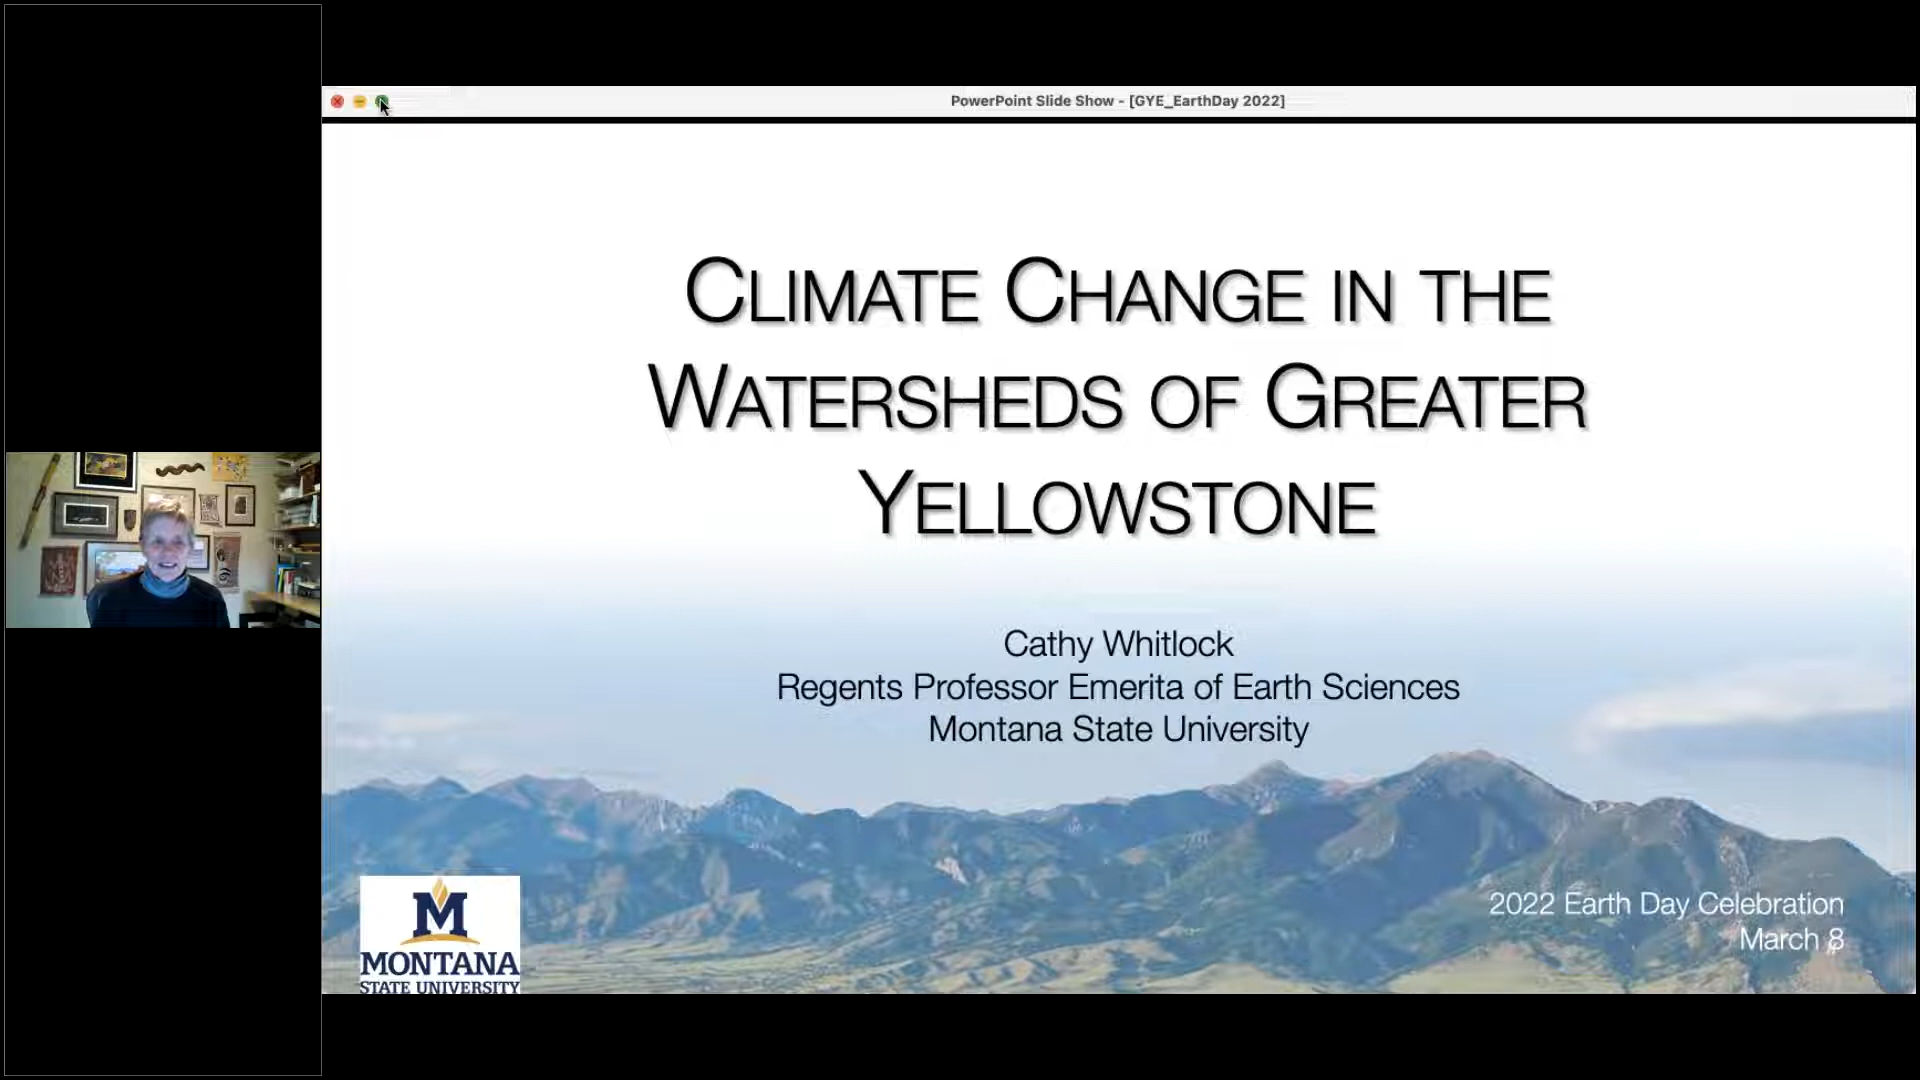 PowerPoint Slide Show - [GYE_EarthDay 2022]
CLIMATE CHANGE IN THE
WATERSHEDS OF GREATER
YELLOWSTONE
Cathy Whitlock
Regents Professor Emerita of Earth Sciences
Montana State University
2022 Earth Day Celebration
March 8
M
MONTANA
STATE UNIVERSITY